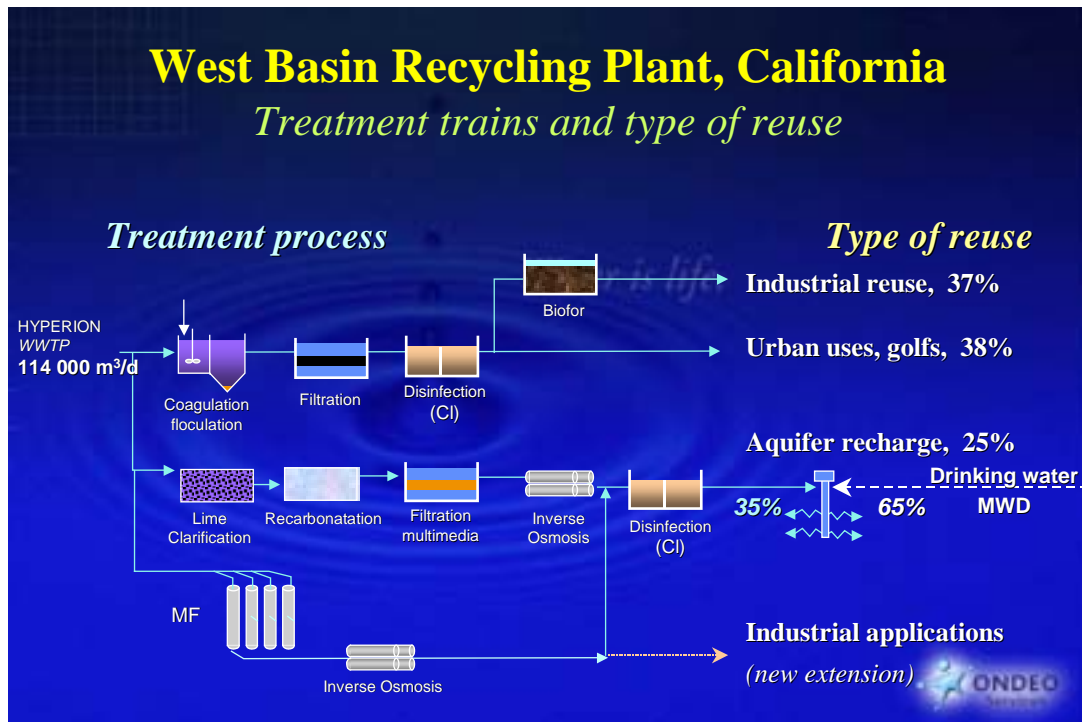 West Basin Recycling Plant, California
Treatment trains and type of reuse
Treatment process
Type of reuse
is life
Industrial reuse, 37%
Biofor
HYPERION
WWTP
114 000 m³/d
Urban uses, golfs, 38%
Coagulation
floculation
Filtration
Disinfection
(Cl)
Aquifer recharge, 25%
Drinking water
35%
65%
MWD
Lime
Clarification
Recarbonatation
Filtration
multimedia
Inverse
Osmosis
Disinfection
(Cl)
MF
Inverse Osmosis
Industrial applications
(new extension)
ONDEO
Services